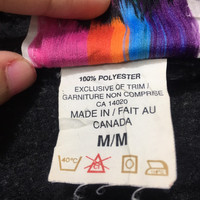 100% POLYESTER
EXCLUSIVE OF TRIM /
GARNITURE NON COMPRISE
CA 14020
MADE IN / FAIT AU
CANADA
M/M
40°C